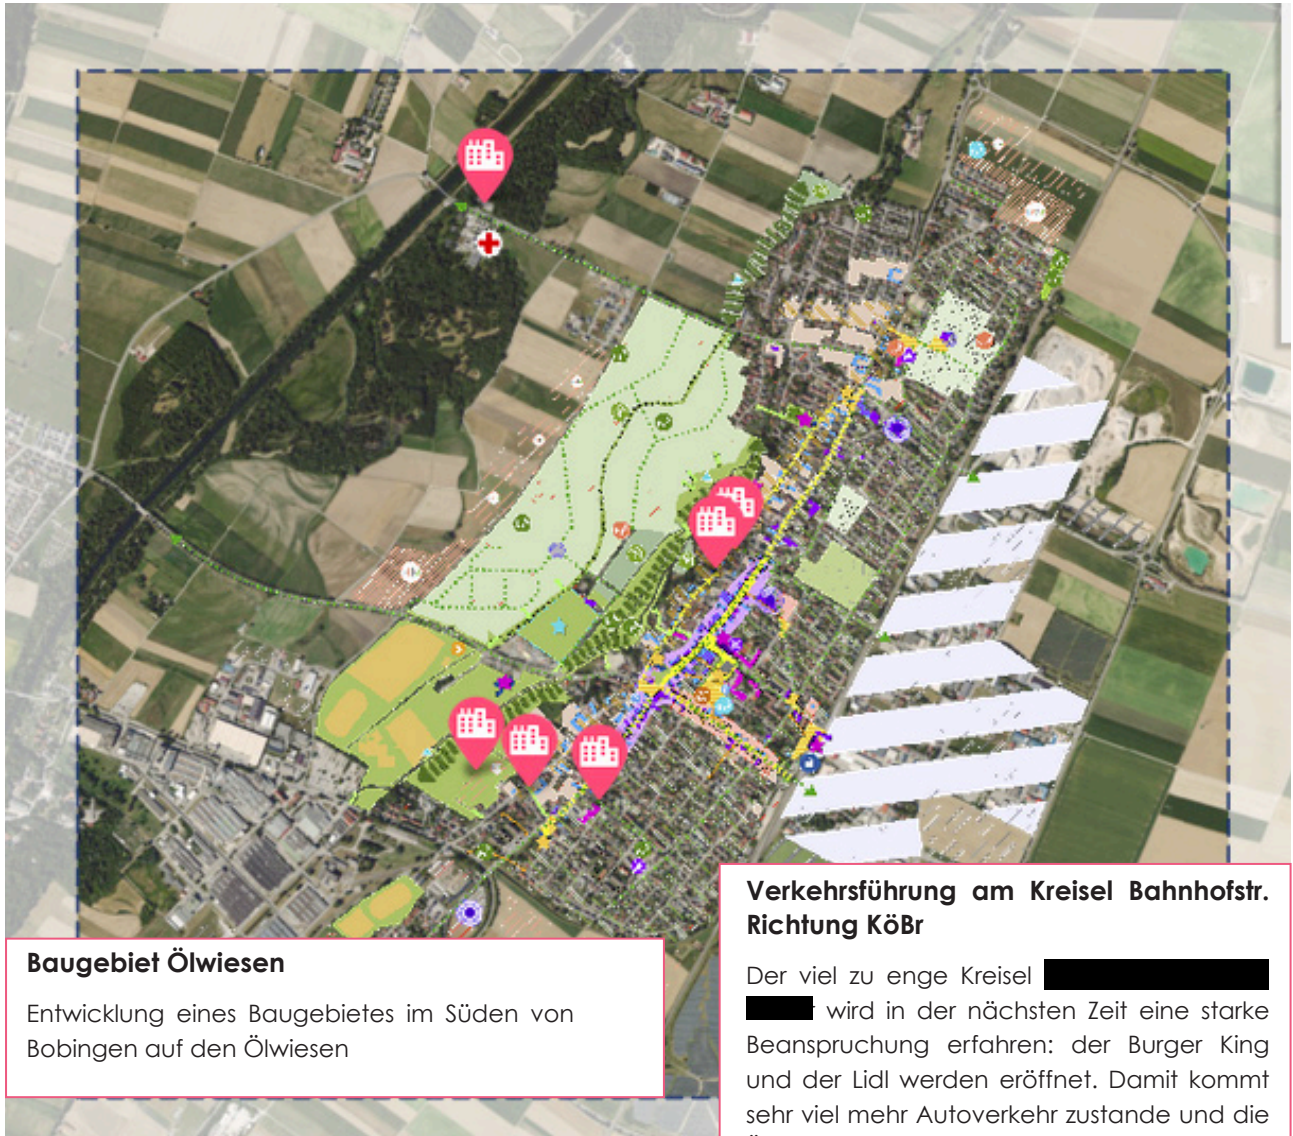 Baugebiet Ölwiesen
Entwicklung eines Baugebietes im Süden von
Bobingen auf den Ölwiesen
Verkehrsführung am Kreisel Bahnhofstr.
Richtung KöBr
Der viel zu enge Kreisel
wird in der nächsten Zeit eine starke
Beanspruchung erfahren: der Burger King
und der Lidl werden eröffnet. Damit kommt
sehr viel mehr Autoverkehr zustande und die